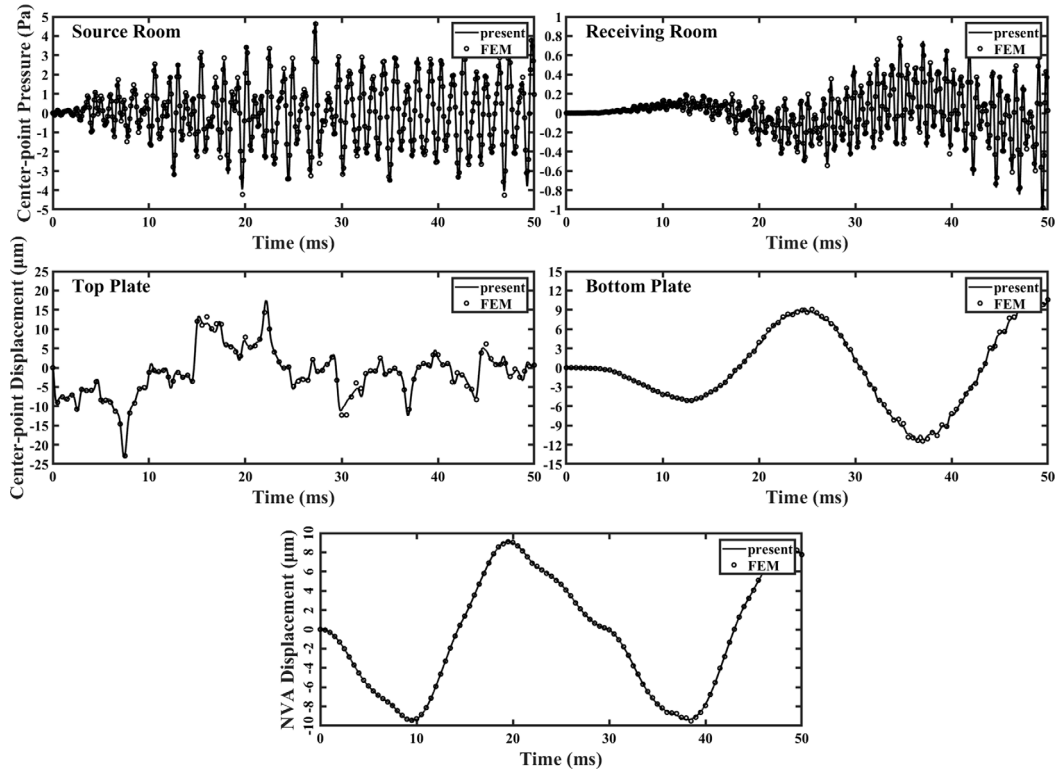 Source Room
present
FEM
Center-point Pressure (Pa)
5
4
3
2
1
0
-1
-2
-3
-4
-5
0 10 20 30 40 50
Time (ms)
Receiving Room
present
FEM
1
0.8
0.6
0.4
0.2
0
-0.2
-0.4
-0.6
-0.8
-1
0 10 20 30 40 50
Time (ms)
Top Plate
present
FEM
Center-point Displacement (μm)
25
20
15
10
5
0
-5
-10
-15
-20
-25
0 10 20 30 40 50
Time (ms)
Bottom Plate
present
FEM
15
12
9
6
3
0
-3
-6
-9
-12
-15
0 10 20 30 40 50
Time (ms)
present
FEM
NVA Displacement (μm)
10
8
6
4
2
0
-2
-4
-6
-8
-10
0 10 20 30 40 50
Time (ms)